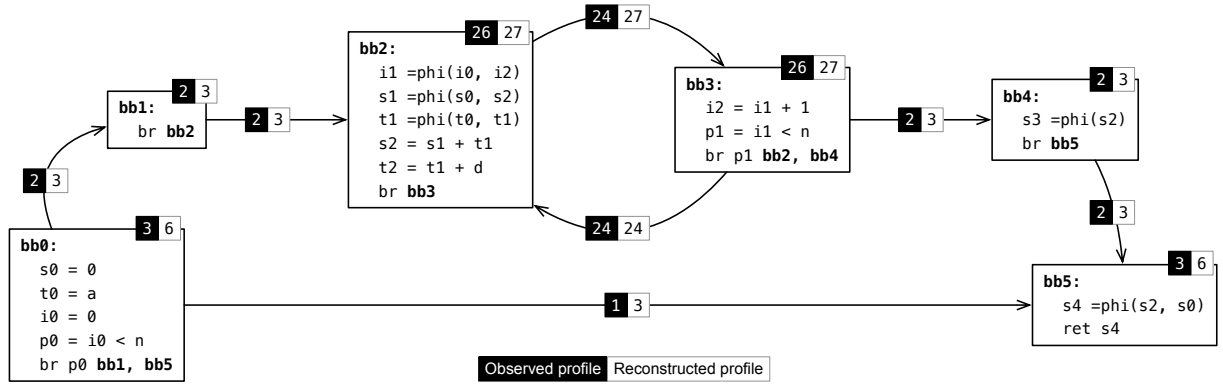 24 27
26 27
bb2:
i1 =phi(i0, i2)
s1 =phi(s0, s2)
t1 =phi(t0, t1)
s2 = s1 + t1
t2 = t1 + d
br bb3
26 27
bb3:
i2 = i1 + 1
p1 = i1 < n
br p1 bb2, bb4
2 3
bb4:
s3 =phi(s2)
br bb5
2 3
bb1:
br bb2
2 3
2 3
2 3
2 3
24 24
3 6
bb0:
s0 = 0
t0 = a
i0 = 0
p0 = i0 < n
br p0 bb1, bb5
1 3
3 6
bb5:
s4 =phi(s2, s0)
ret s4
Observed profile Reconstructed profile